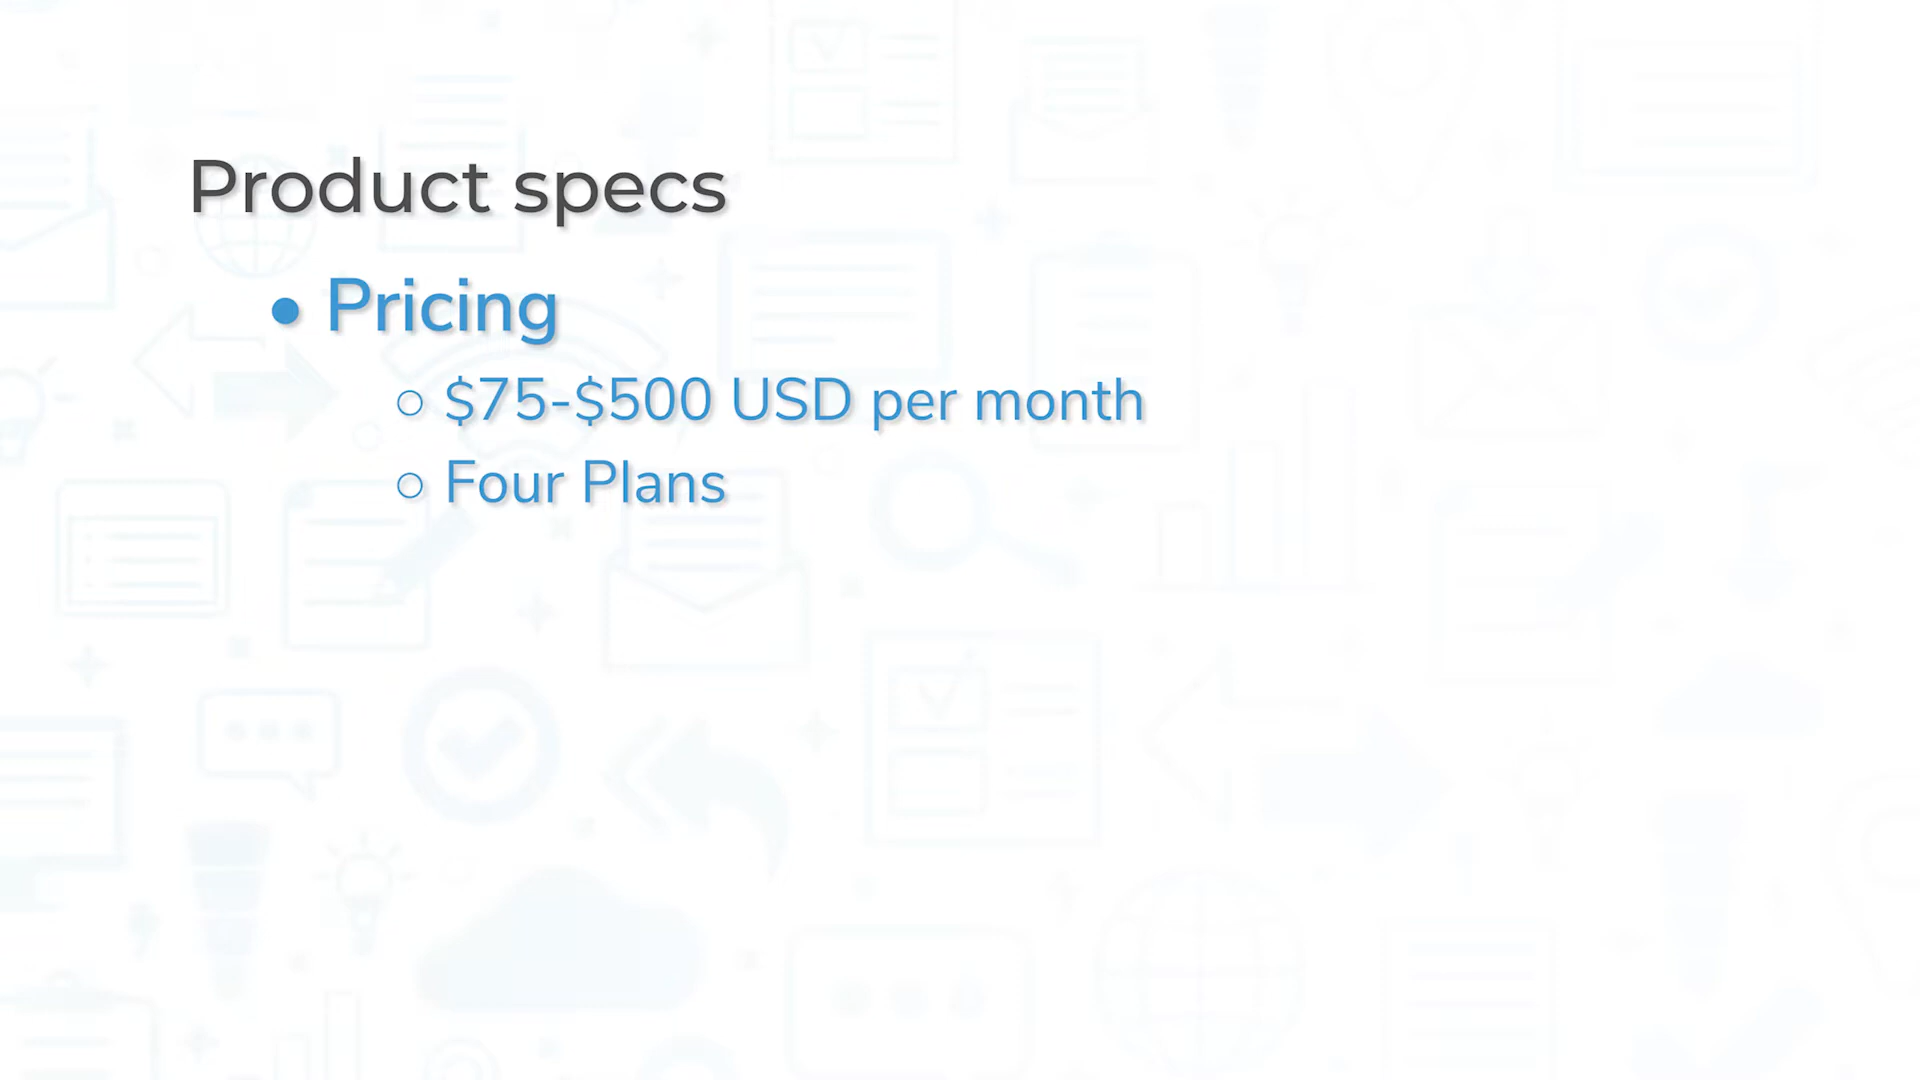 Product specs
• Pricing
○ $75-$500 USD per month
○ Four Plans